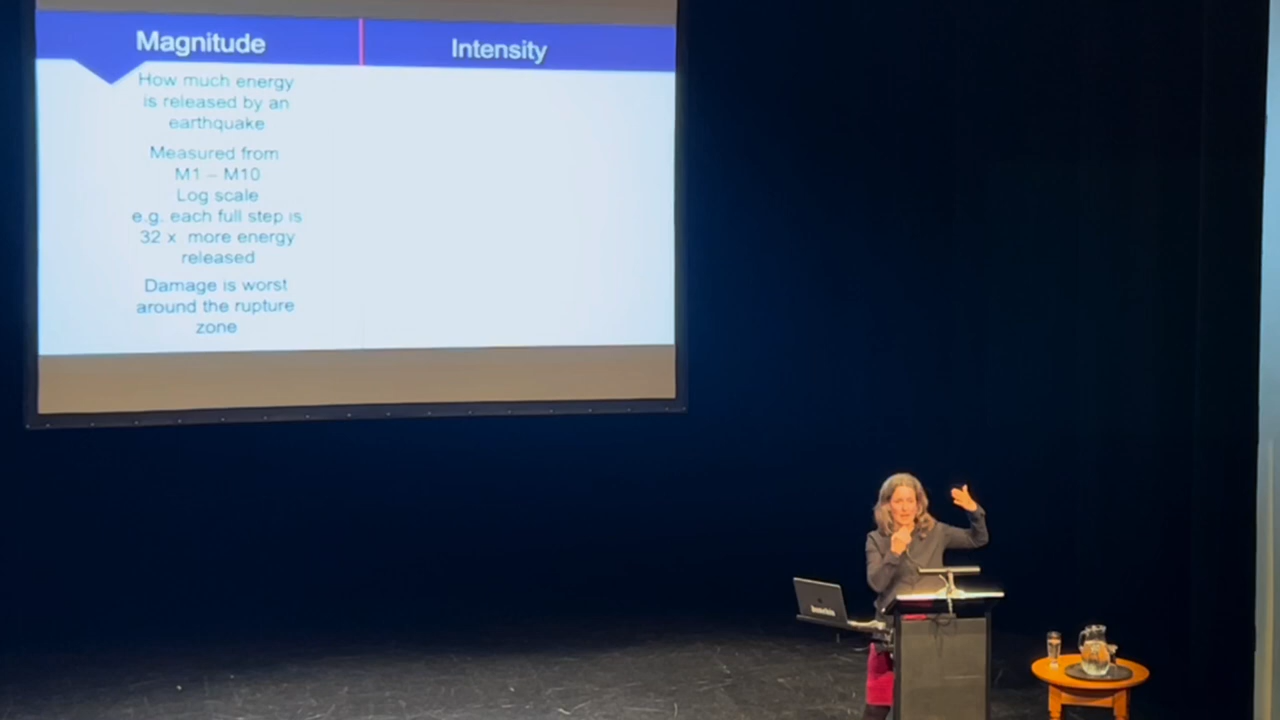 Magnitude
Intensity
How much energy
is released by an
earthquake
Measured from
M1 – M10
Log scale
e.g. each full step is
32 x more energy
released
Damage is worst
around the rupture
zone